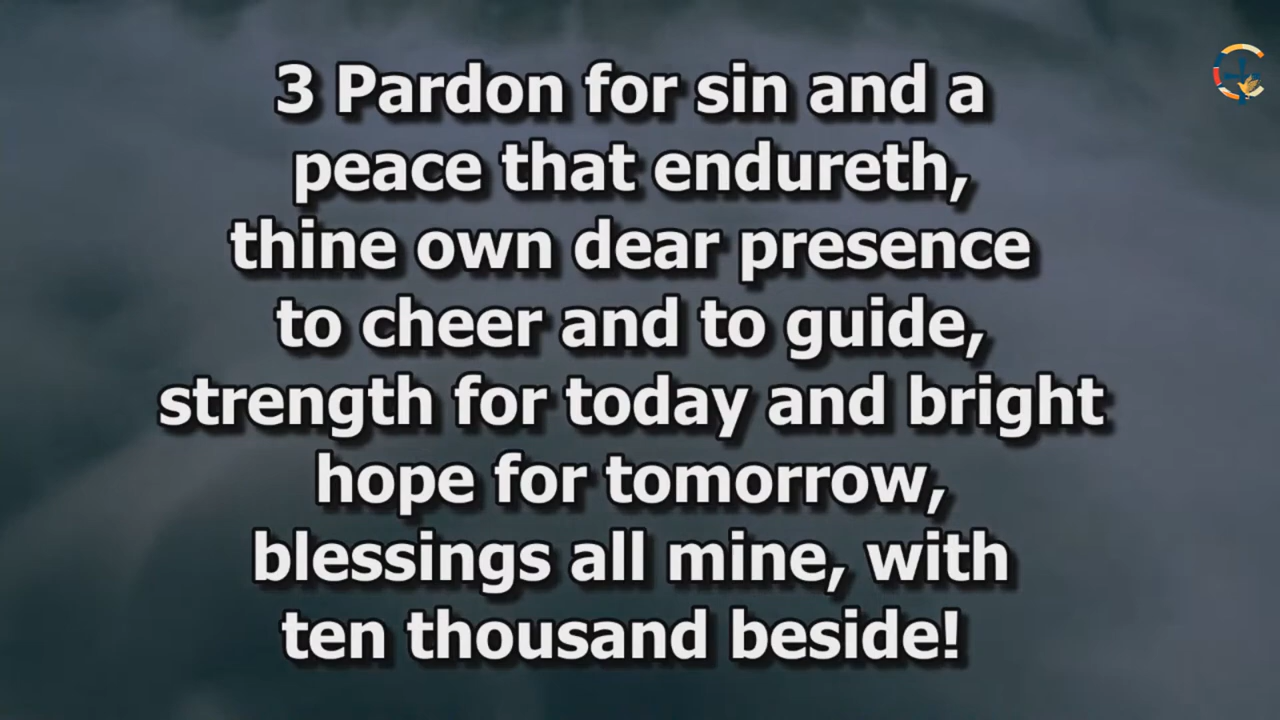 3 Pardon for sin and a
peace that endureth,
thine own dear presence
to cheer and to guide,
strength for today and bright
hope for tomorrow,
blessings all mine, with
ten thousand beside!